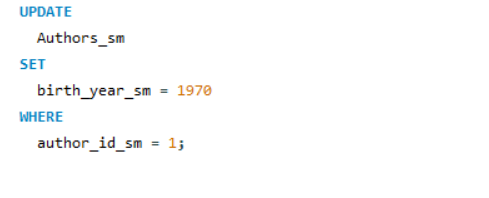 UPDATE
Authors_sm
SET
birth_year_sm = 1970
WHERE
author_id_sm = 1;